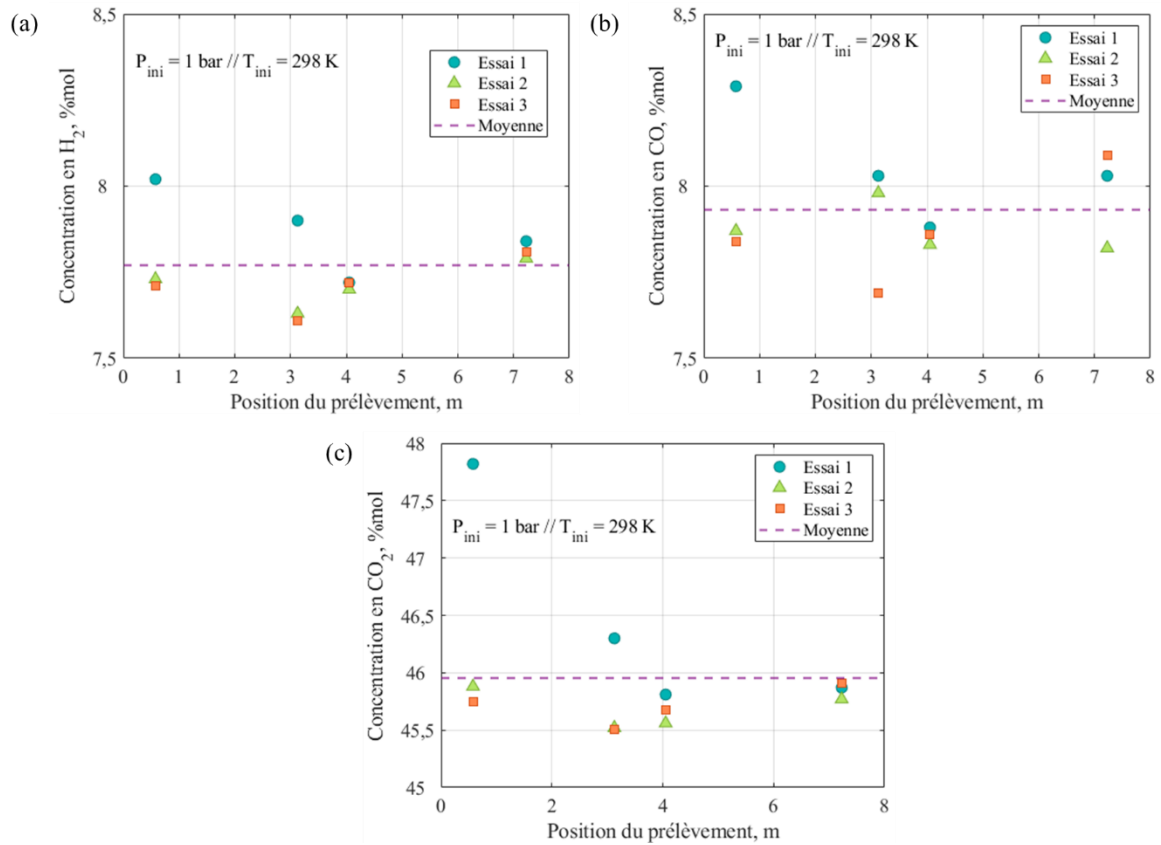 (a)
Concentration en H2, %mol
8,5
8
7,5
P_ini = 1 bar // T_ini = 298 K
Essai 1
Essai 2
Essai 3
Moyenne
0 1 2 3 4 5 6 7 8
Position du prélèvement, m
(b)
Concentration en CO, %mol
8,5
8
7,5
P_ini = 1 bar // T_ini = 298 K
Essai 1
Essai 2
Essai 3
Moyenne
0 1 2 3 4 5 6 7 8
Position du prélèvement, m
(c)
Concentration en CO2, %mol
48
47,5
47
46,5
46
45,5
45
P_ini = 1 bar // T_ini = 298 K
Essai 1
Essai 2
Essai 3
Moyenne
0 2 4 6 8
Position du prélèvement, m